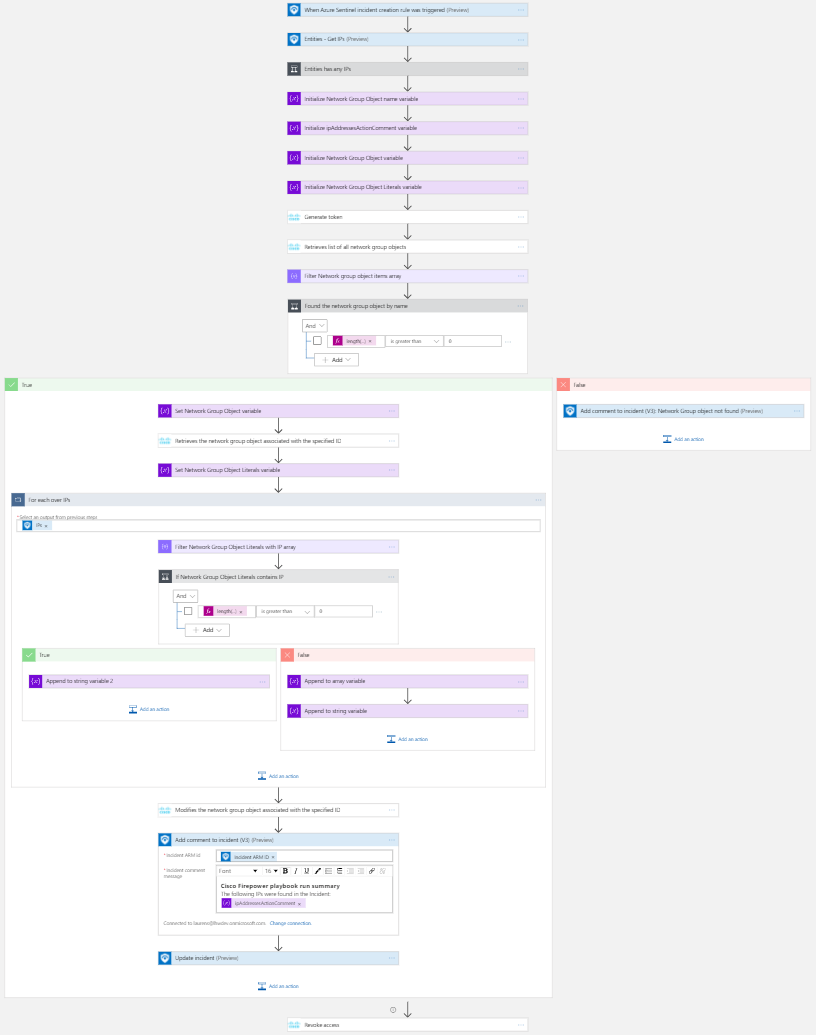 When Azure Sentinel incident creation rule was triggered (Preview)
Entities - Get IPs (Preview)
Entities has any IPs
Initialize Network Group Object name variable
Initialize ipAddressesActionComment variable
Initialize Network Group Object variable
Initialize Network Group Object Literals variable
Generate token
Retrieves list of all network group objects
Filter Network group object items array
Found the network group object by name
And
length(...) × is greater than 0
+ Add
True
False
Set Network Group Object variable
Add comment to incident (V3): Network Group object not found (Preview)
Retrieves the network group object associated with the specified ID
Add an action
Set Network Group Object Literals variable
For each over IPs
*Select an output from previous steps
IPs ×
Filter Network Group Object Literals with IP array
If Network Group Object Literals contains IP
And
length(...) × is greater than 0
+ Add
True
False
Append to string variable 2
Append to array variable
Add an action
Append to string variable
Add an action
Add an action
Modifies the network group object associated with the specified ID
Add comment to incident (V3) (Preview)
* Incident ARM id
Incident ARM ID ×
* Incident comment message
Font 16 B I U
Cisco Firepower playbook run summary
The following IPs were found in the Incident:
ipAddressesActionComment ×
Connected to
Change connection.
Update incident (Preview)
Add an action
Revoke access